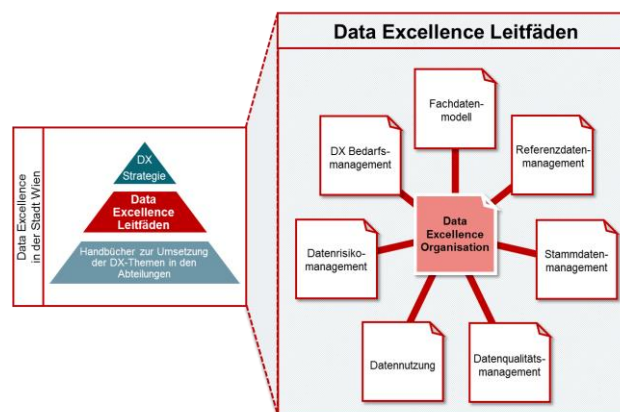 Data Excellence Leitfäden
Data Excellence
in der Stadt Wien
DX
Strategie
Data
Excellence
Leitfäden
Handbücher zur Umsetzung
der DX-Themen in den
Abteilungen
Fachdaten-
modell
DX Bedarfs-
management
Referenzdaten-
management
Data
Excellence
Organisation
Datenrisiko-
management
Stammdaten-
management
Datennutzung
Datenqualitäts-
management